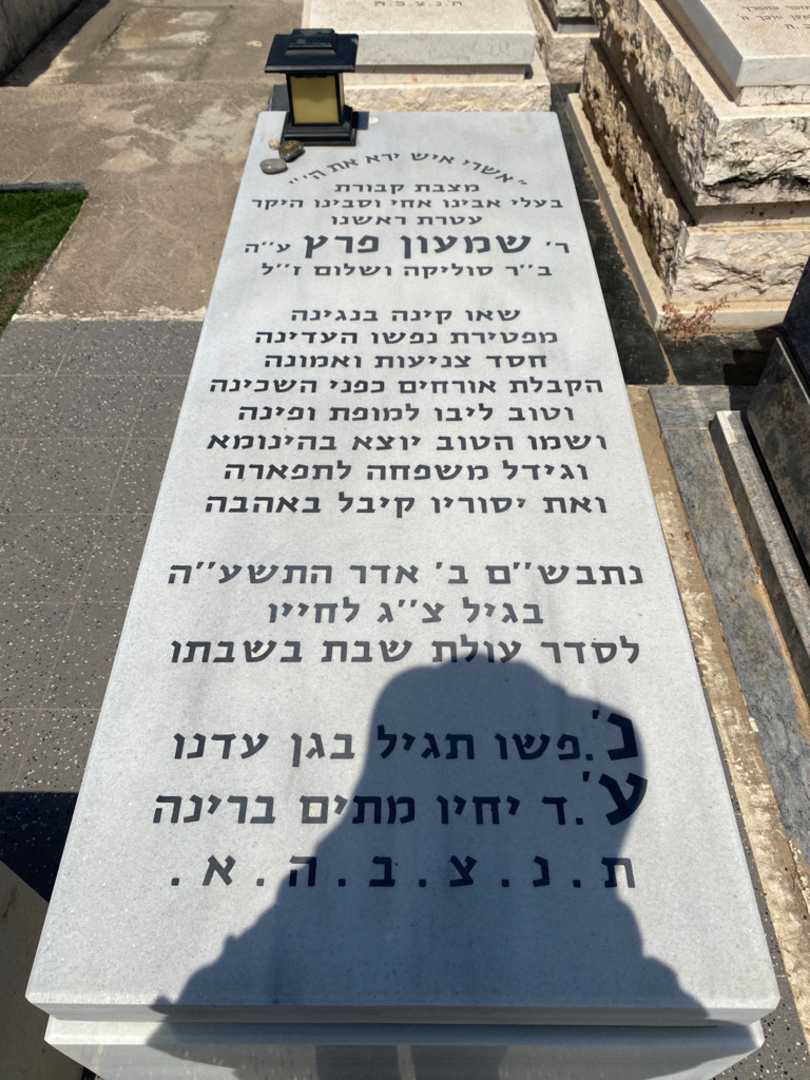 ת.נ.צ.ב.ה
"אשרי איש ירא את ה'"
מצבת קבורת
בעלי אבינו אחי וסבינו היקר
עטרת ראשנו
ר' שמעון פרץ ע"ה
ב"ר סוליקה ושלום ז"ל
שאו קינה בנגינה
מפטירת נפשו העדינה
חסד צניעות ואמונה
הקבלת אורחים כפני השכינה
וטוב ליבו למופת ופינה
ושמו הטוב יוצא בהינומא
וגידל משפחה לתפארה
ואת יסוריו קיבל באהבה
נתבש"ם ב' אדר התשע"ה
בגיל צ"ג לחייו
לסדר עולת שבת בשבתו
נ'.פשו תגיל בגן עדנו
ע'.ד יחיו מתים ברינה
ת.נ.צ.ב.ה.א.